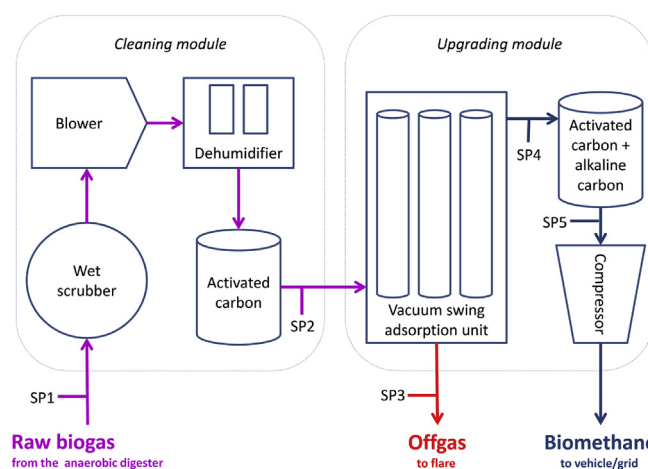 Cleaning module
Upgrading module
Blower
Dehumidifier
Wet
scrubber
Activated
carbon
SP1
SP2
Vacuum swing
adsorption unit
SP3
SP4
Activated
carbon +
alkaline
carbon
SP5
Compressor
Raw biogas
from the anaerobic digester
Offgas
to flare
Biomethane
to vehicle/grid